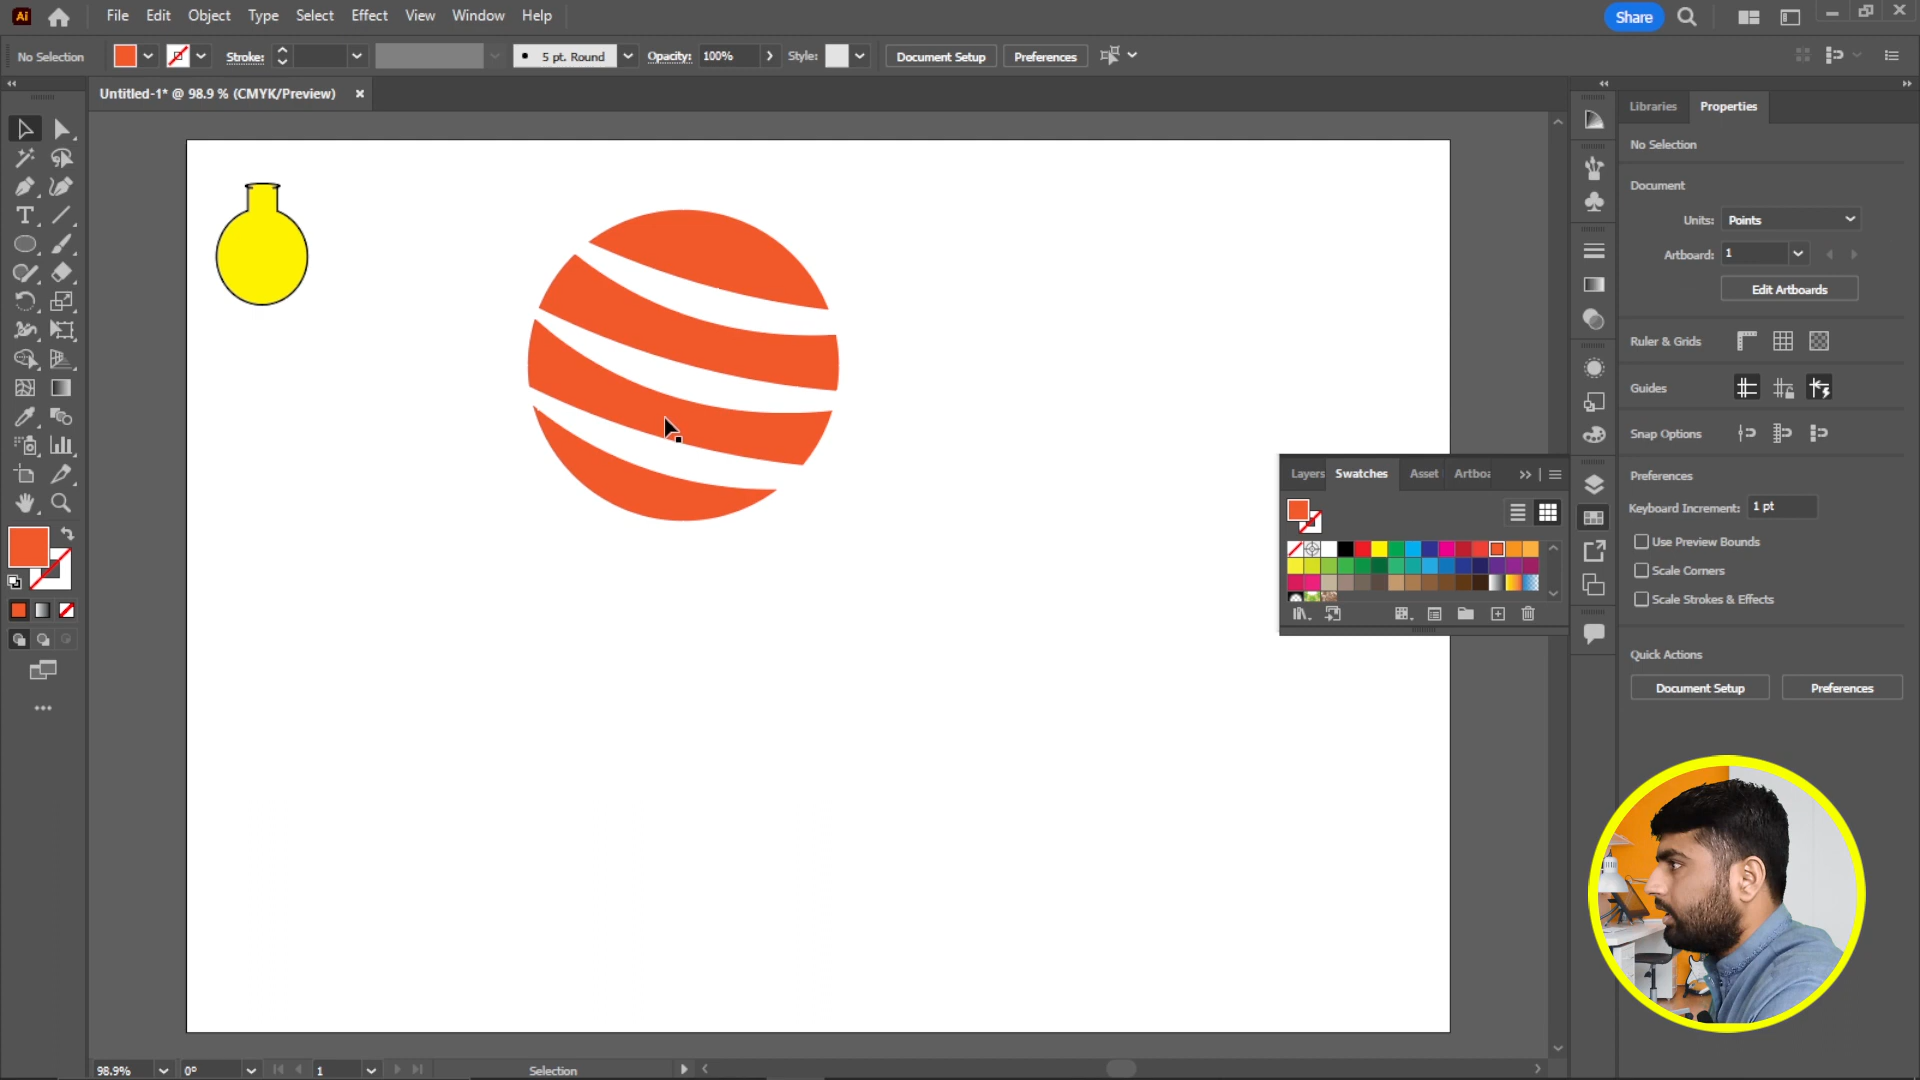 Ai File Edit Object Type Select Effect View Window Help Share
No Selection Stroke: 5 pt. Round Opacity: 100% Style: Document Setup Preferences
Untitled-1* @ 98.9 % (CMYK/Preview)
Libraries Properties
No Selection
Document
Units: Points
Artboard: 1
Edit Artboards
Ruler & Grids
Guides
Snap Options
Layers Swatches Asset Artboa
Preferences
Keyboard Increment: 1 pt
Use Preview Bounds
Scale Corners
Scale Strokes & Effects
Quick Actions
Document Setup Preferences
98.9% 0° 1 Selection